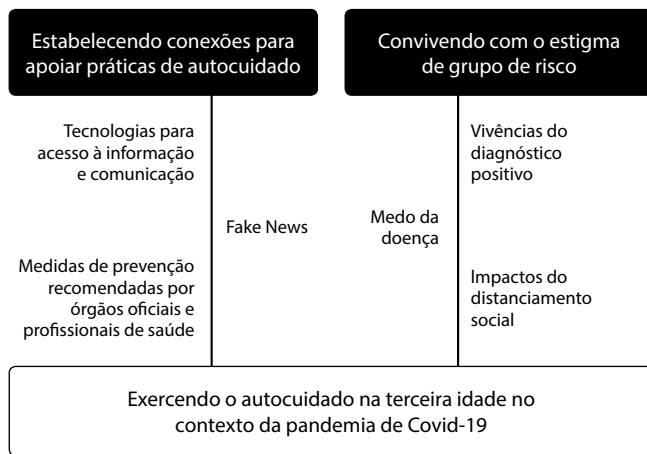 Estabelecendo conexões para
apoiar práticas de autocuidado
Convivendo com o estigma
de grupo de risco
Tecnologias para
acesso à informação
e comunicação
Fake News
Medidas de prevenção
recomendadas por
órgãos oficiais e
profissionais de saúde
Vivências do
diagnóstico
positivo
Medo da
doença
Impactos do
distanciamento
social
Exercendo o autocuidado na terceira idade no
contexto da pandemia de Covid-19